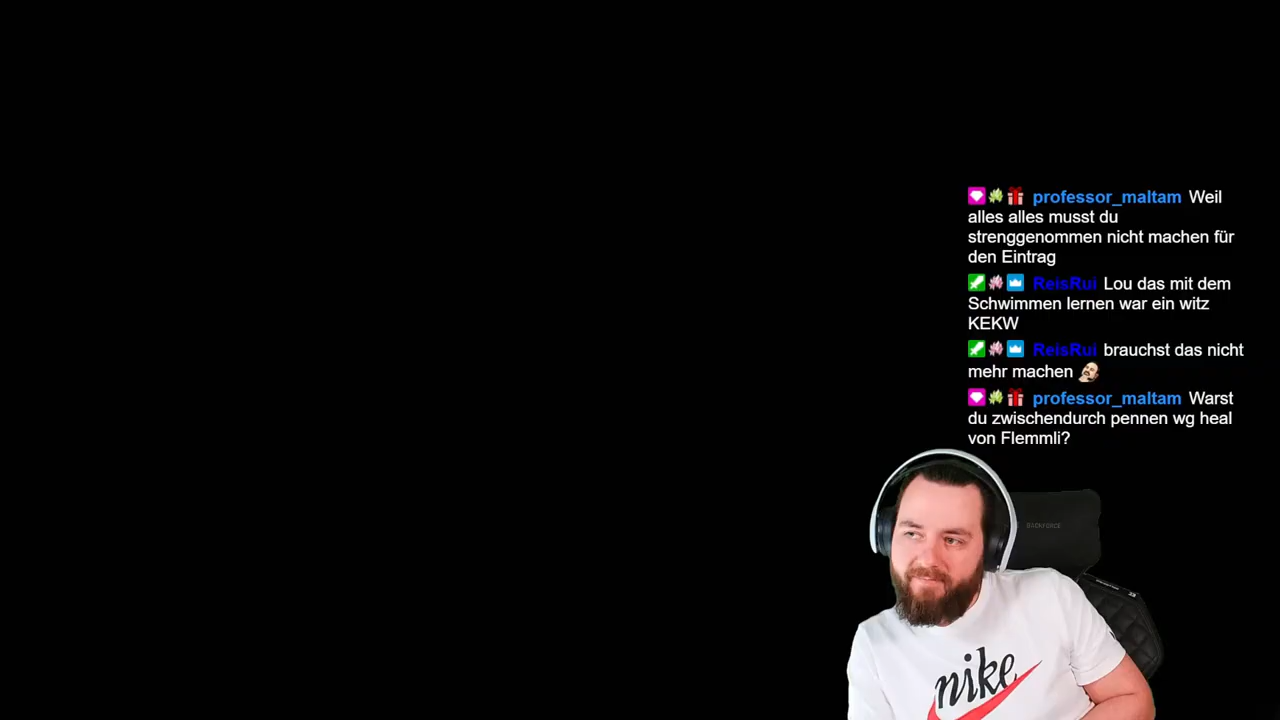 professor_maltam Weil
alles alles musst du
strenggenommen nicht machen für
den Eintrag
ReisRui Lou das mit dem
Schwimmen lernen war ein witz
KEKW
ReisRui brauchst das nicht
mehr machen
professor_maltam Warst
du zwischendurch pennen wg heal
von Flemmli?
BACKFORCE
nike